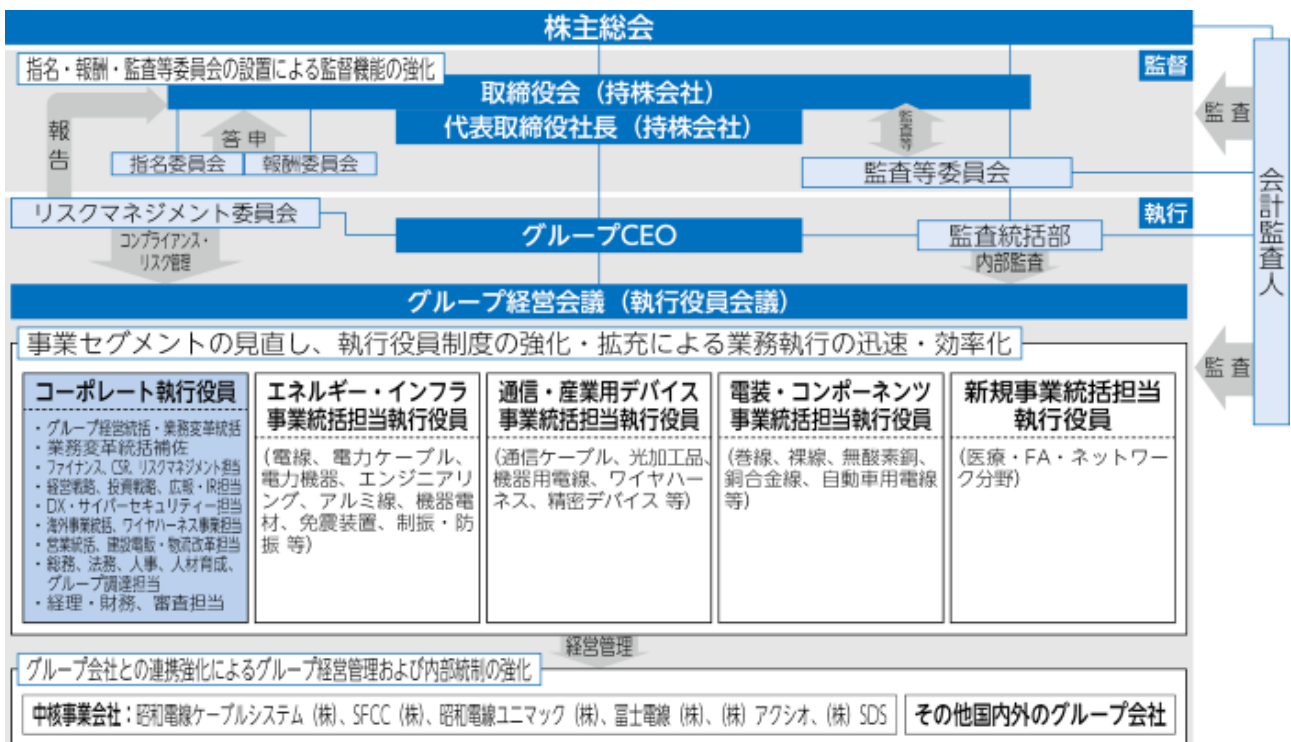 株主総会
指名・報酬・監査等委員会の設置による監督機能の強化
監督
取締役会（持株会社）
代表取締役社長（持株会社）
報告
答申
監査等
監査
指名委員会
報酬委員会
監査等委員会
会計監査人
リスクマネジメント委員会
執行
グループCEO
監査統括部
コンプライアンス・
リスク管理
内部監査
グループ経営会議（執行役員会議）
事業セグメントの見直し、執行役員制度の強化・拡充による業務執行の迅速・効率化
監査
コーポレート執行役員
・グループ経営統括・業務変革統括
・業務変革統括補佐
・ファイナンス、CSR、リスクマネジメント担当
・経営戦略、投資戦略、広報・IR担当
・DX・サイバーセキュリティー担当
・海外事業統括、ワイヤハーネス事業担当
・営業統括、建設電販・物流改革担当
・総務、法務、人事、人材育成、
グループ調達担当
・経理・財務、審査担当
エネルギー・インフラ
事業統括担当執行役員
（電線、電力ケーブル、
電力機器、エンジニアリ
ング、アルミ線、機器電
材、免震装置、制振・防
振 等）
通信・産業用デバイス
事業統括担当執行役員
（通信ケーブル、光加工品、
機器用電線、ワイヤハー
ネス、精密デバイス 等）
電装・コンポーネンツ
事業統括担当執行役員
（巻線、裸線、無酸素銅、
銅合金線、自動車用電線
等）
新規事業統括担当
執行役員
（医療・FA・ネットワー
ク分野）
経営管理
グループ会社との連携強化によるグループ経営管理および内部統制の強化
中核事業会社：昭和電線ケーブルシステム（株）、SFCC（株）、昭和電線ユニマック（株）、冨士電線（株）、（株）アクシオ、（株）SDS
その他国内外のグループ会社